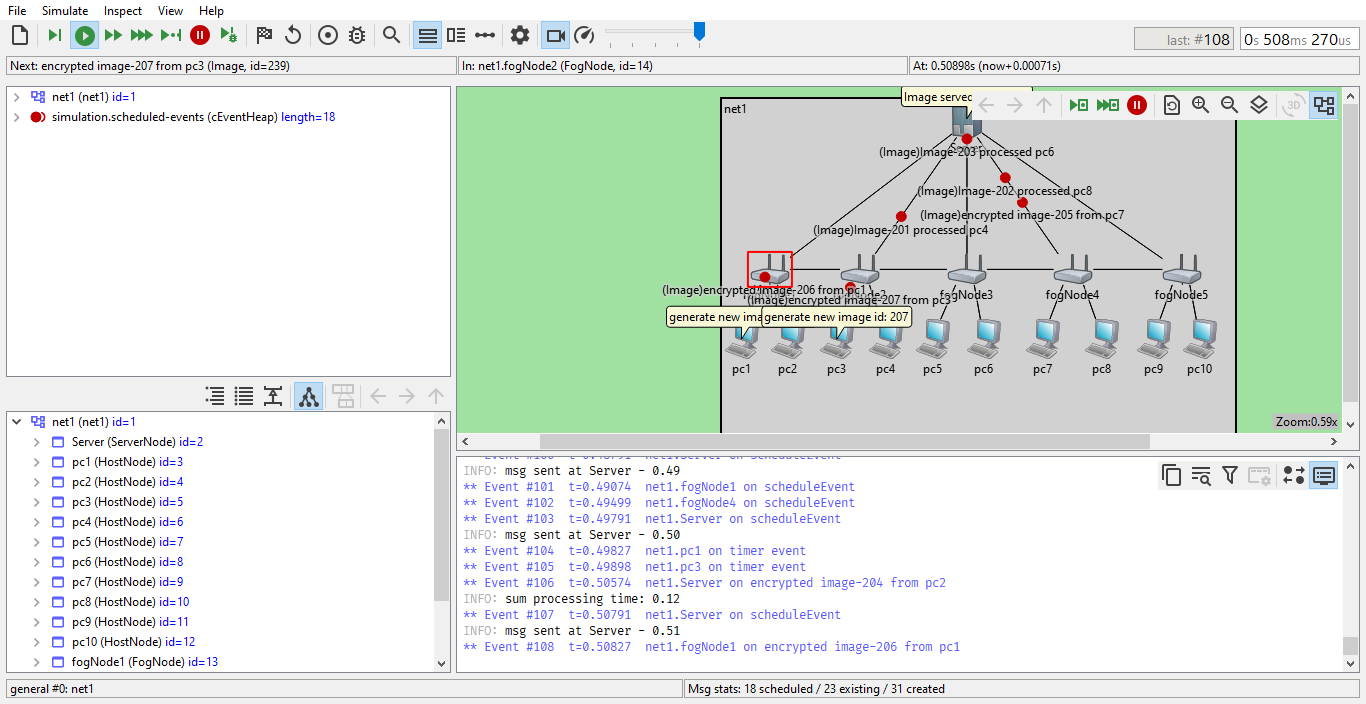 File Simulate Inspect View Help
last: #108 0s 508ms 270us
Next: encrypted image-207 from pc3 (Image, id=239) In: net1.fogNode2 (FogNode, id=14) At: 0.50898s (now+0.00071s)
net1 (net1) id=1
simulation.scheduled-events (cEventHeap) length=18
net1
Image served
3D
(Image)Image-203 processed pc6
(Image)Image-202 processed pc8
(Image)encrypted image-205 from pc7
(Image)Image-201 processed pc4
(Image)encrypted image-206 from pc1
(Image)encrypted image-207 from pc3
fogNode3 fogNode4 fogNode5
generate new ima generate new image id: 207
pc1 pc2 pc3 pc4 pc5 pc6 pc7 pc8 pc9 pc10
Zoom:0.59x
net1 (net1) id=1
Server (ServerNode) id=2
pc1 (HostNode) id=3
pc2 (HostNode) id=4
pc3 (HostNode) id=5
pc4 (HostNode) id=6
pc5 (HostNode) id=7
pc6 (HostNode) id=8
pc7 (HostNode) id=9
pc8 (HostNode) id=10
pc9 (HostNode) id=11
pc10 (HostNode) id=12
fogNode1 (FogNode) id=13
INFO: msg sent at Server - 0.49
** Event #101 t=0.49074 net1.fogNode1 on scheduleEvent
** Event #102 t=0.49499 net1.fogNode4 on scheduleEvent
** Event #103 t=0.49791 net1.Server on scheduleEvent
INFO: msg sent at Server - 0.50
** Event #104 t=0.49827 net1.pc1 on timer event
** Event #105 t=0.49898 net1.pc3 on timer event
** Event #106 t=0.50574 net1.Server on encrypted image-204 from pc2
INFO: sum processing time: 0.12
** Event #107 t=0.50791 net1.Server on scheduleEvent
INFO: msg sent at Server - 0.51
** Event #108 t=0.50827 net1.fogNode1 on encrypted image-206 from pc1
general #0: net1 Msg stats: 18 scheduled / 23 existing / 31 created